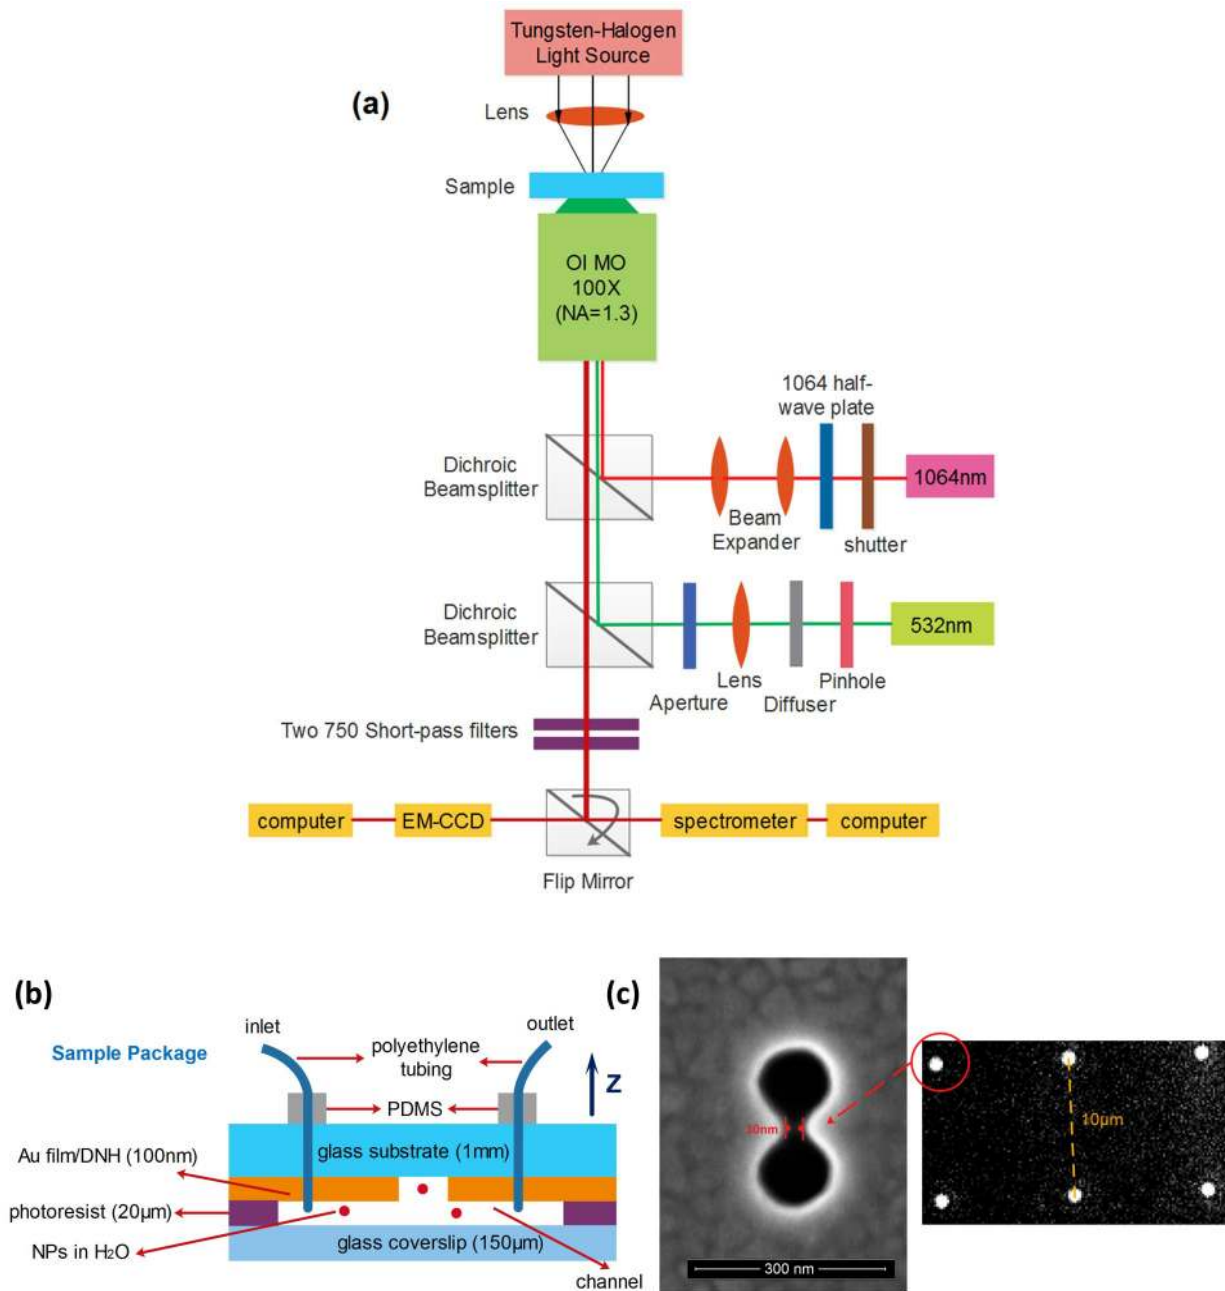 Tungsten-Halogen
Light Source
(a)
Lens
Sample
OI MO
100X
(NA=1.3)
1064 half-
wave plate
Dichroic
Beamsplitter
1064nm
Beam
Expander
shutter
Dichroic
Beamsplitter
532nm
Lens
Pinhole
Aperture
Diffuser
Two 750 Short-pass filters
computer
EM-CCD
spectrometer
computer
Flip Mirror
(b)
inlet
outlet
Sample Package
polyethylene
tubing
Z
PDMS
glass substrate (1mm)
Au film/DNH (100nm)
photoresist (20µm)
NPs in H2O
glass coverslip (150µm)
channel
(c)
30nm
10µm
300 nm